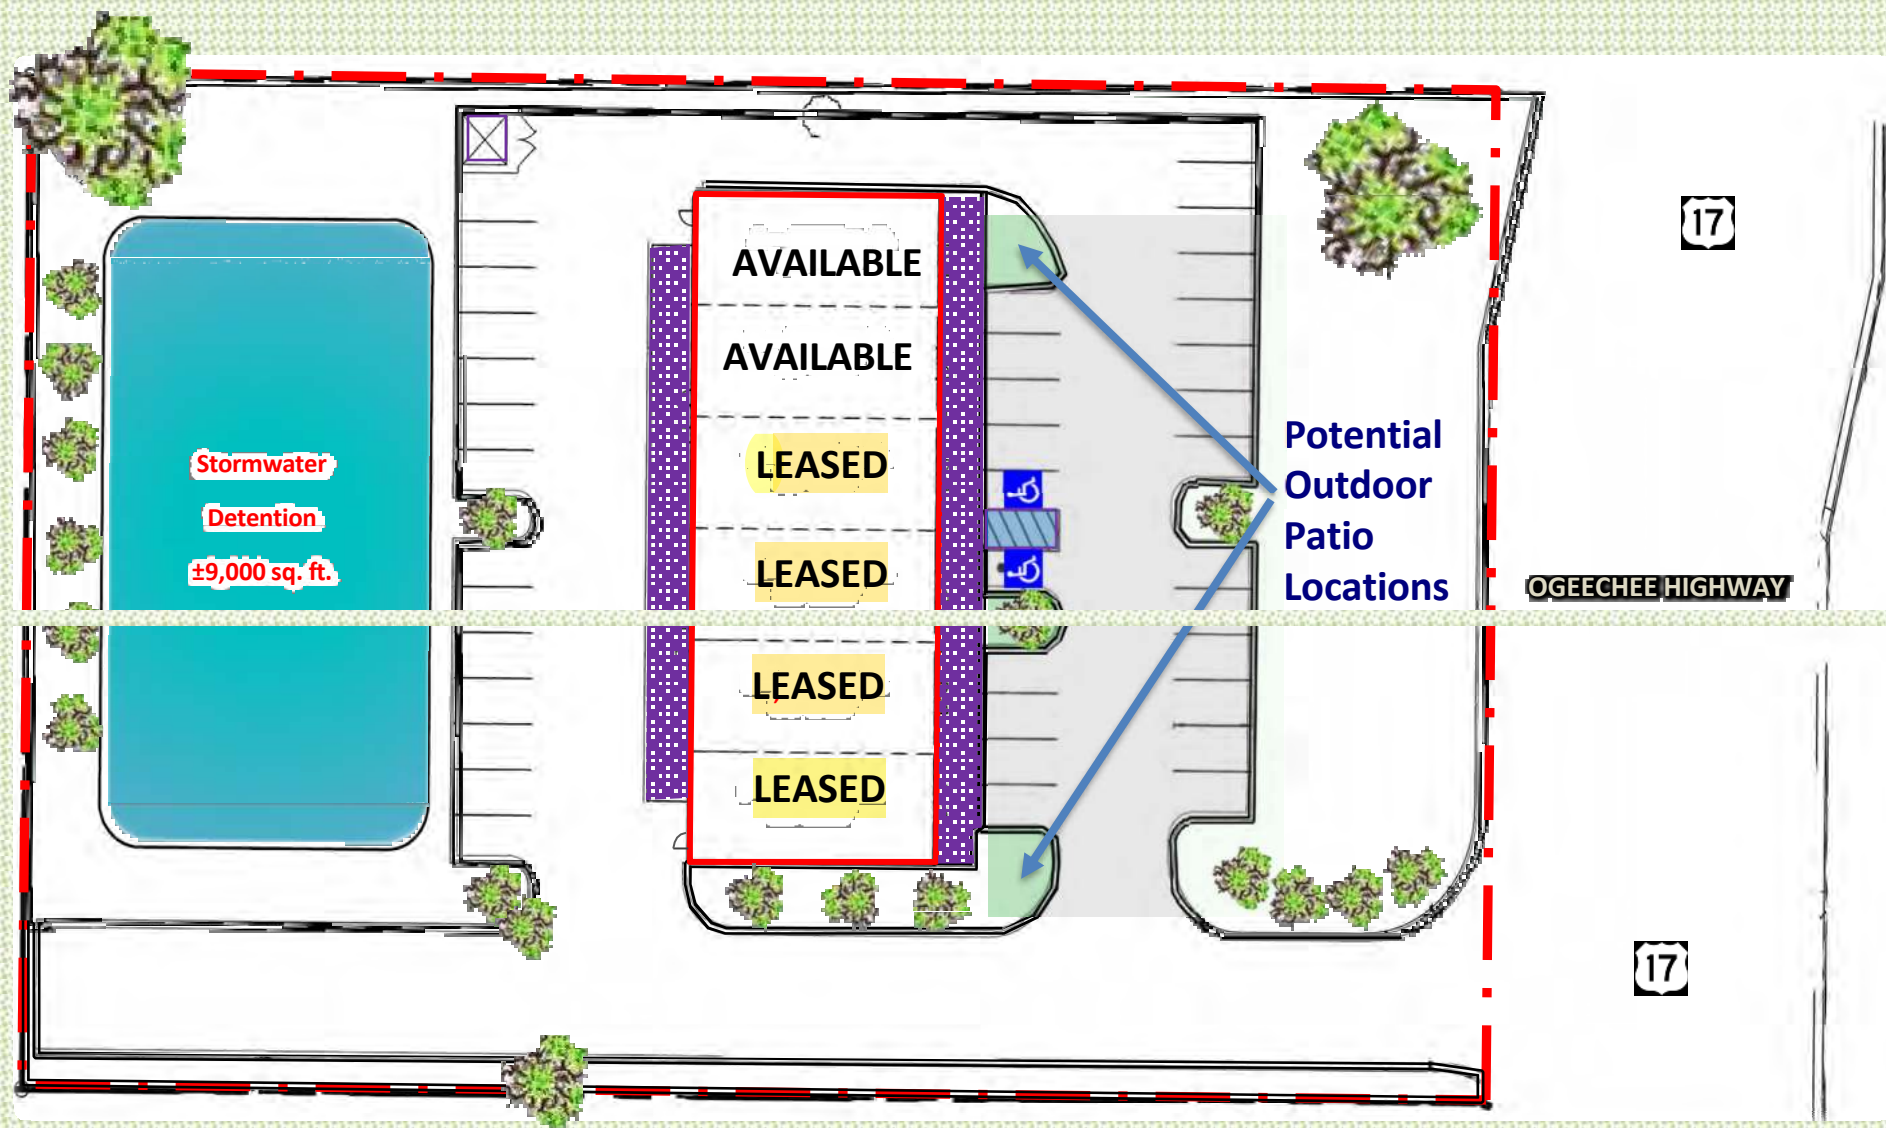 17
AVAILABLE
AVAILABLE
LEASED
LEASED
LEASED
LEASED
Stormwater
Detention
±9,000 sq. ft.
Potential
Outdoor
Patio
Locations
OGEECHEE HIGHWAY
17